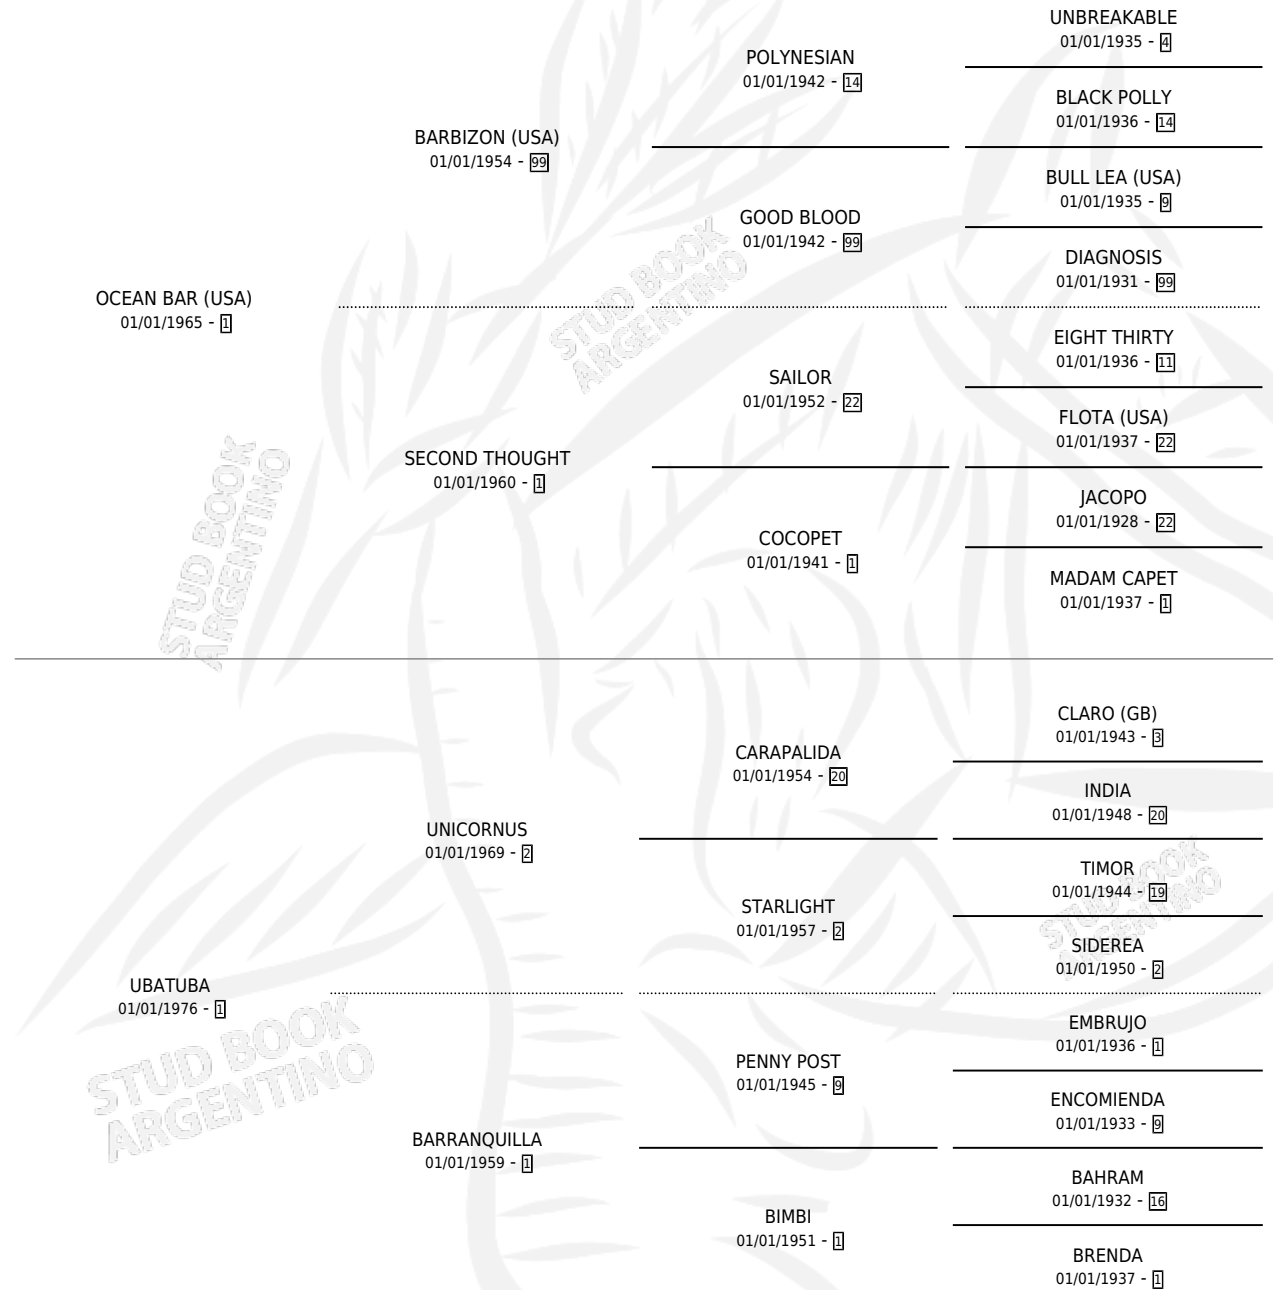 UNBREAKABLE
01/01/1935 - 4
POLYNESIAN
01/01/1942 - 14
BLACK POLLY
01/01/1936 - 14
BARBIZON (USA)
01/01/1954 - 99
BULL LEA (USA)
01/01/1935 - 9
GOOD BLOOD
01/01/1942 - 99
DIAGNOSIS
01/01/1931 - 99
OCEAN BAR (USA)
01/01/1965 - 1
EIGHT THIRTY
01/01/1936 - 11
SAILOR
01/01/1952 - 22
FLOTA (USA)
01/01/1937 - 22
SECOND THOUGHT
01/01/1960 - 1
JACOPO
01/01/1928 - 22
COCOPET
01/01/1941 - 1
MADAM CAPET
01/01/1937 - 1
CLARO (GB)
01/01/1943 - 3
CARAPALIDA
01/01/1954 - 20
INDIA
01/01/1948 - 20
UNICORNUS
01/01/1969 - 2
TIMOR
01/01/1944 - 19
STARLIGHT
01/01/1957 - 2
SIDEREA
01/01/1950 - 2
UBATUBA
01/01/1976 - 1
EMBRUJO
01/01/1936 - 1
PENNY POST
01/01/1945 - 9
ENCOMIENDA
01/01/1933 - 9
BARRANQUILLA
01/01/1959 - 1
BAHRAM
01/01/1932 - 16
BIMBI
01/01/1951 - 1
BRENDA
01/01/1937 - 1
STUD BOOK
ARGENTINO
STUD BOOK
ARGENTINO
STUD BOOK
ARGENTINO
STUD BOOK
ARGENTINO